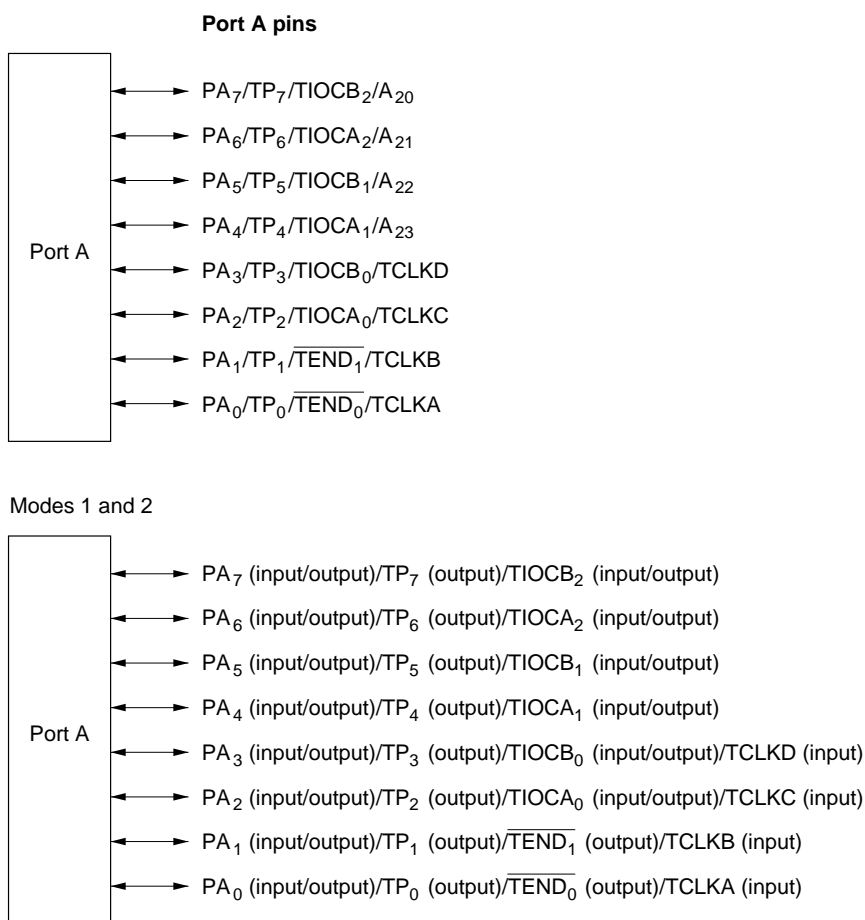 Port A pins
PA₇/TP₇/TIOCB₂/A₂₀
PA₆/TP₆/TIOCA₂/A₂₁
PA₅/TP₅/TIOCB₁/A₂₂
PA₄/TP₄/TIOCA₁/A₂₃
Port A
PA₃/TP₃/TIOCB₀/TCLKD
PA₂/TP₂/TIOCA₀/TCLKC
PA₁/TP₁/T̅E̅N̅D̅₁̅/TCLKB
PA₀/TP₀/T̅E̅N̅D̅₀̅/TCLKA
Modes 1 and 2
PA₇ (input/output)/TP₇ (output)/TIOCB₂ (input/output)
PA₆ (input/output)/TP₆ (output)/TIOCA₂ (input/output)
PA₅ (input/output)/TP₅ (output)/TIOCB₁ (input/output)
PA₄ (input/output)/TP₄ (output)/TIOCA₁ (input/output)
Port A
PA₃ (input/output)/TP₃ (output)/TIOCB₀ (input/output)/TCLKD (input)
PA₂ (input/output)/TP₂ (output)/TIOCA₀ (input/output)/TCLKC (input)
PA₁ (input/output)/TP₁ (output)/T̅E̅N̅D̅₁̅ (output)/TCLKB (input)
PA₀ (input/output)/TP₀ (output)/T̅E̅N̅D̅₀̅ (output)/TCLKA (input)